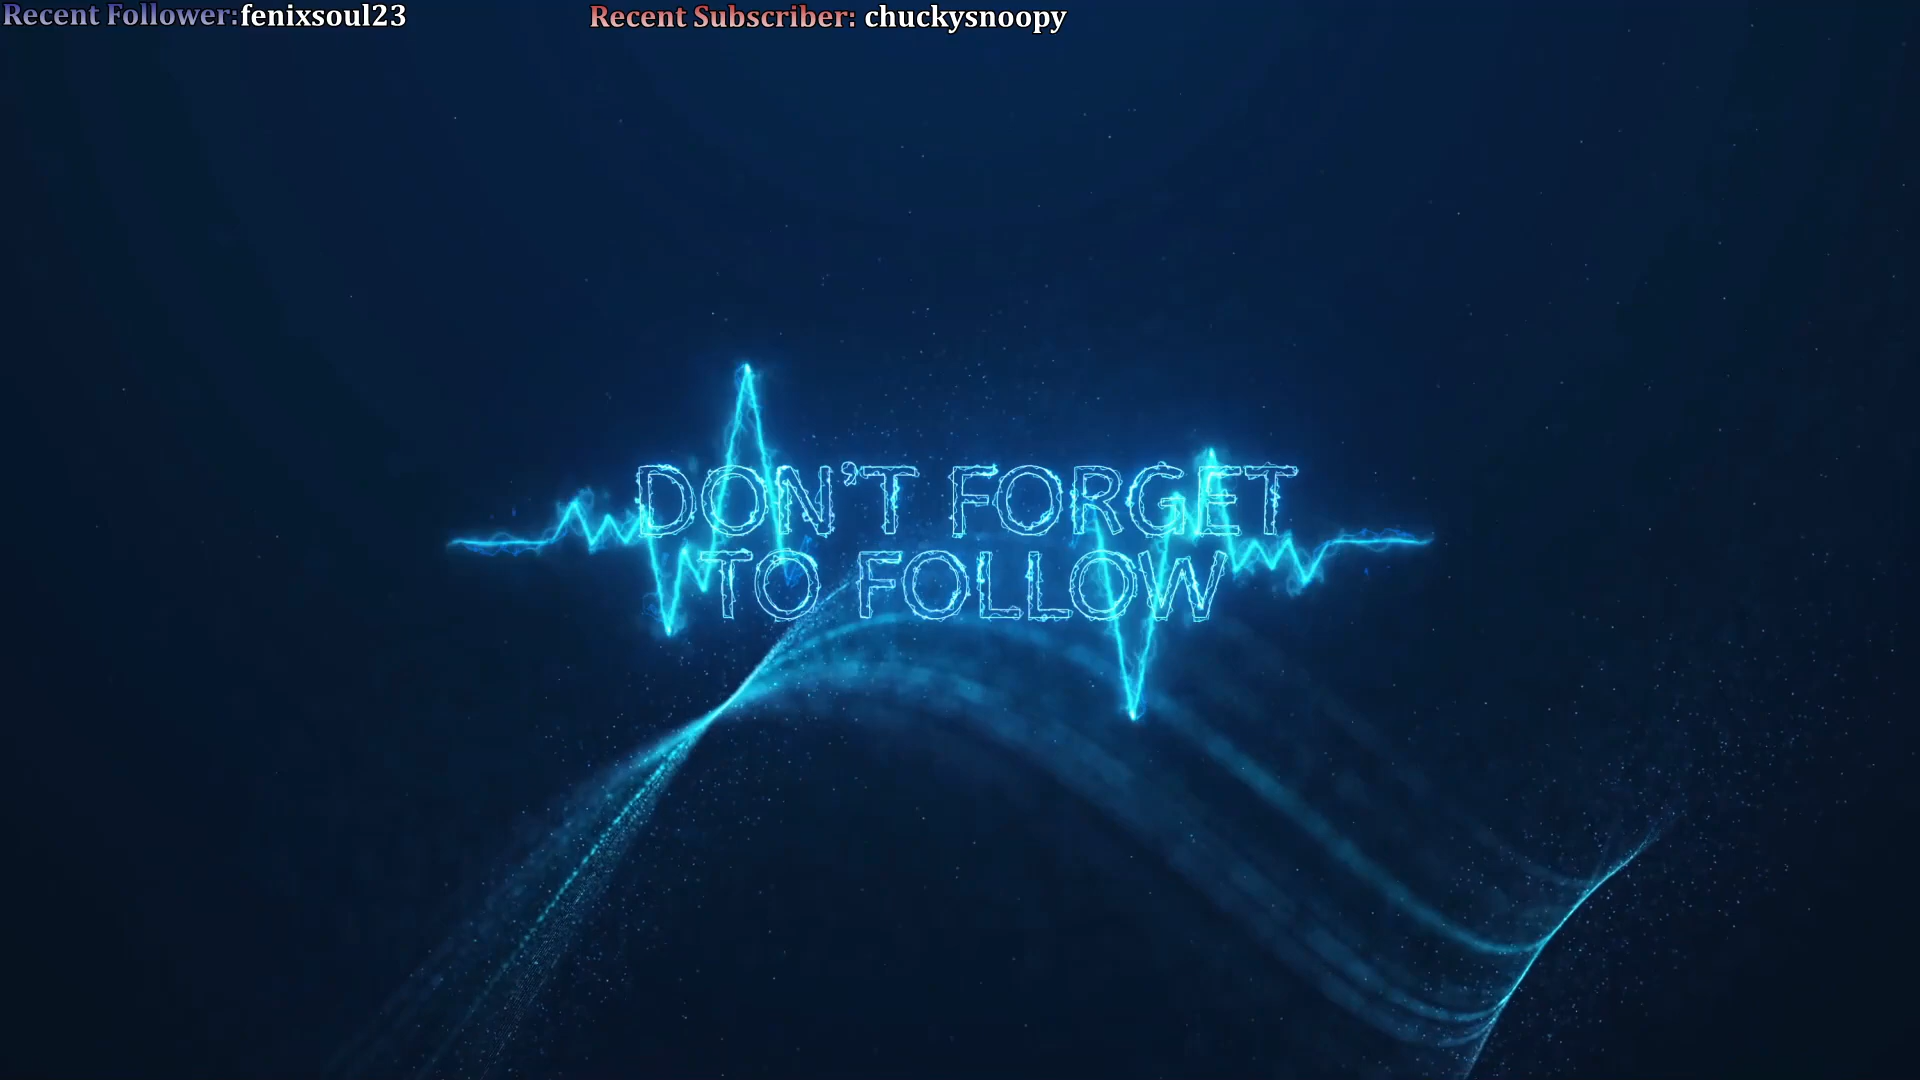 Recent Follower:fenixsoul23
Recent Subscriber: chuckysnoopy
DON'T FORGET
TO FOLLOW